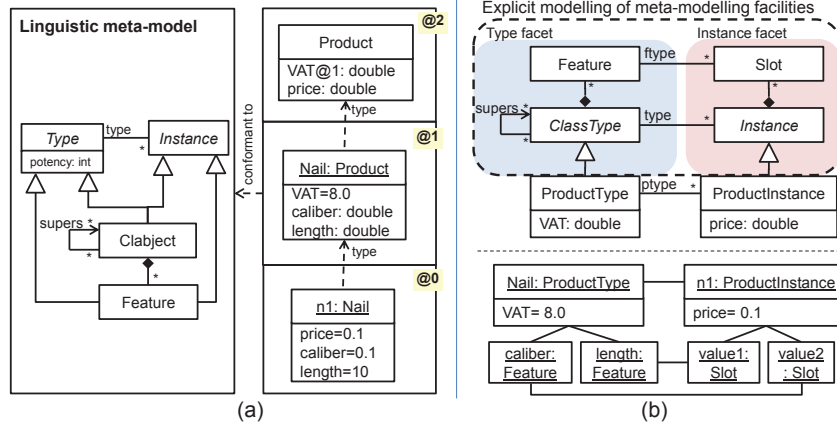 Linguistic meta-model
Type
potency: int
type
*
Instance
supers
*
*
Clabject
*
Feature
conformant to
@2
Product
VAT@1: double
price: double
type
@1
Nail: Product
VAT=8.0
caliber: double
length: double
type
@0
n1: Nail
price=0.1
caliber=0.1
length=10
(a)
Explicit modelling of meta-modelling facilities
Type facet
Instance facet
Feature
ftype
*
Slot
*
*
supers
*
*
ClassType
type
*
Instance
ProductType
VAT: double
ptype
*
ProductInstance
price: double
Nail: ProductType
VAT= 8.0
n1: ProductInstance
price= 0.1
caliber:
Feature
length:
Feature
value1:
Slot
value2
: Slot
(b)